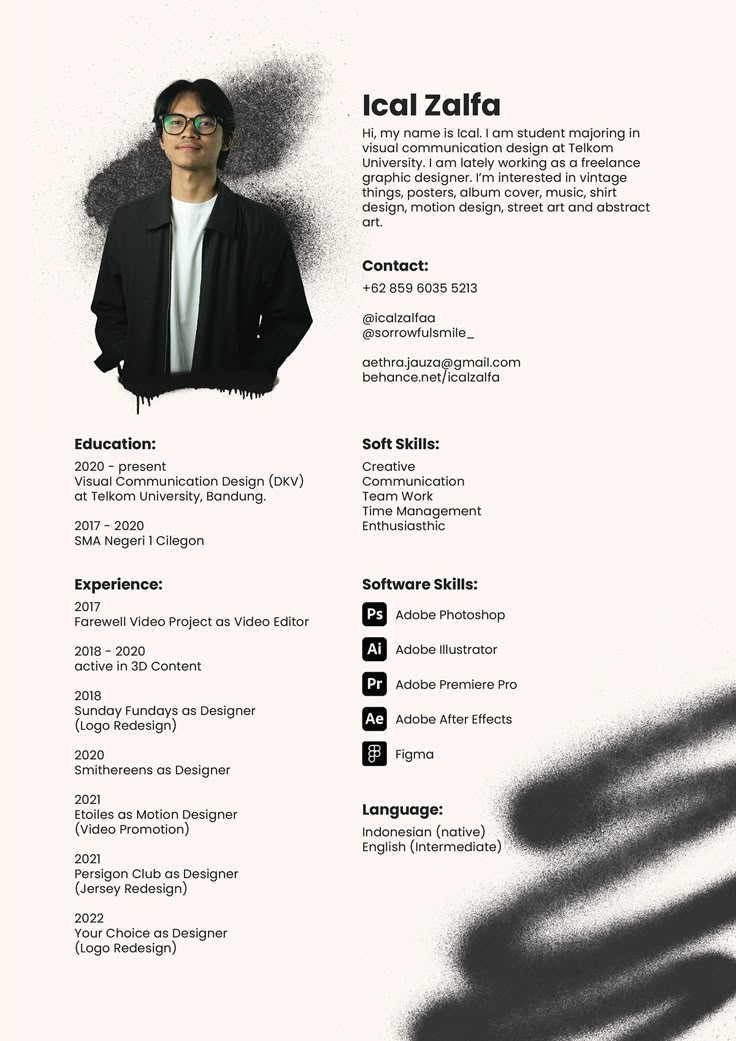 Ical Zalfa
Hi, my name is Ical. I am student majoring in
visual communication design at Telkom
University. I am lately working as a freelance
graphic designer. I'm interested in vintage
things, posters, album cover, music, shirt
design, motion design, street art and abstract
art.
Contact:
+62 859 6035 5213
@icalzalfaa
@sorrowfulsmile_
aethra.jauza@gmail.com
behance.net/icalzalfa
Education:
2020 - present
Visual Communication Design (DKV)
at Telkom University, Bandung.
2017 - 2020
SMA Negeri 1 Cilegon
Experience:
2017
Farewell Video Project as Video Editor
2018 - 2020
active in 3D Content
2018
Sunday Fundays as Designer
(Logo Redesign)
2020
Smithereens as Designer
2021
Etoiles as Motion Designer
(Video Promotion)
2021
Persigon Club as Designer
(Jersey Redesign)
2022
Your Choice as Designer
(Logo Redesign)
Soft Skills:
Creative
Communication
Team Work
Time Management
Enthusiasthic
Software Skills:
Ps Adobe Photoshop
Ai Adobe Illustrator
Pr Adobe Premiere Pro
Ae Adobe After Effects
Figma
Language:
Indonesian (native)
English (Intermediate)